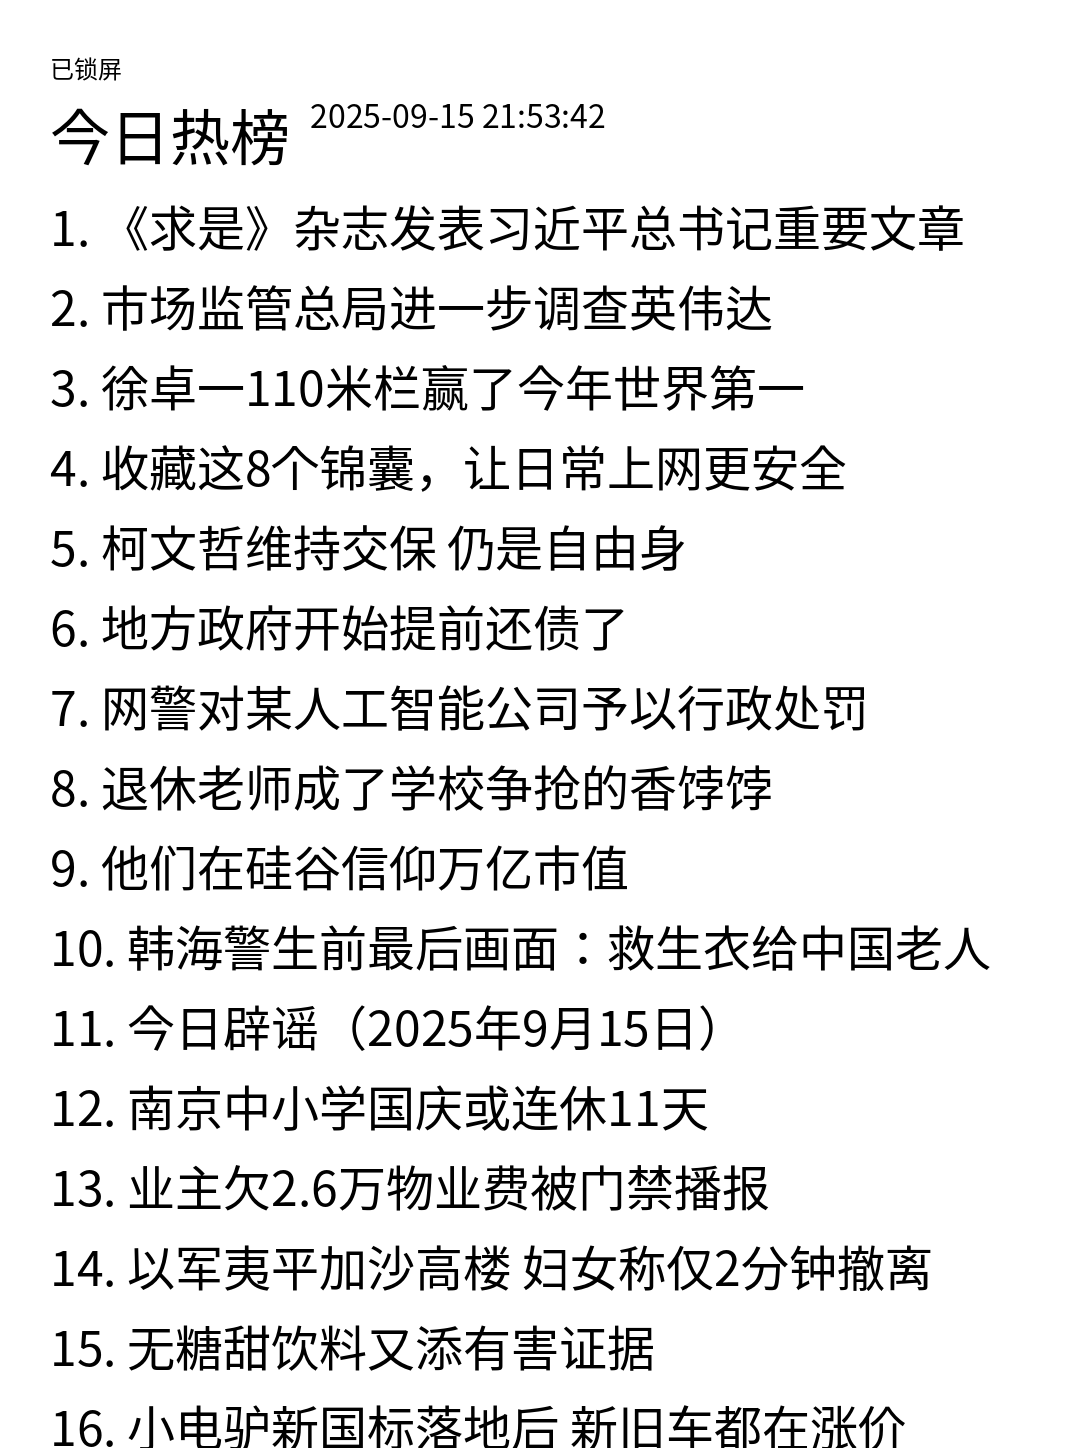 已锁屏
今日热榜 2025-09-15 21:53:42
1. 《求是》杂志发表习近平总书记重要文章
2. 市场监管总局进一步调查英伟达
3. 徐卓一110米栏赢了今年世界第一
4. 收藏这8个锦囊，让日常上网更安全
5. 柯文哲维持交保 仍是自由身
6. 地方政府开始提前还债了
7. 网警对某人工智能公司予以行政处罚
8. 退休老师成了学校争抢的香饽饽
9. 他们在硅谷信仰万亿市值
10. 韩海警生前最后画面：救生衣给中国老人
11. 今日辟谣（2025年9月15日）
12. 南京中小学国庆或连休11天
13. 业主欠2.6万物业费被门禁播报
14. 以军夷平加沙高楼 妇女称仅2分钟撤离
15. 无糖甜饮料又添有害证据
16. 小电驴新国标落地后 新旧车都在涨价